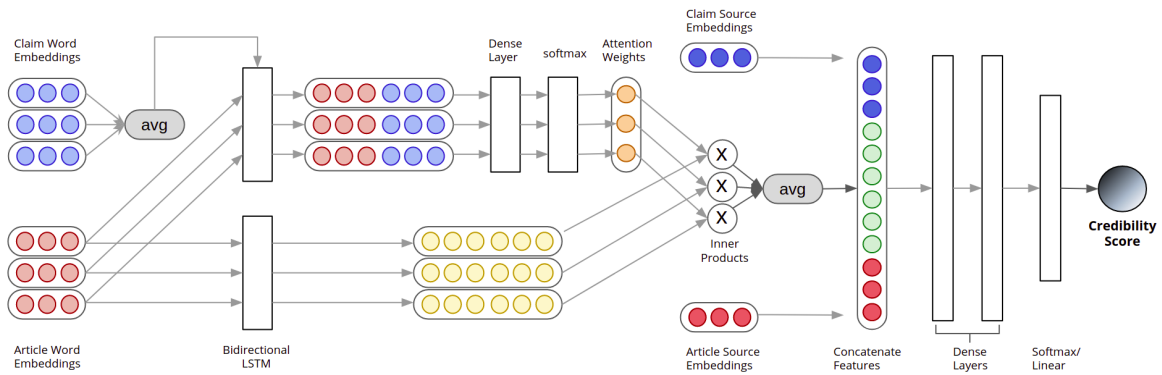 Claim Word
Embeddings
avg
Dense
Layer
softmax
Attention
Weights
Claim Source
Embeddings
X
X
X
avg
Inner
Products
Credibility
Score
Article Word
Embeddings
Bidirectional
LSTM
Article Source
Embeddings
Concatenate
Features
Dense
Layers
Softmax/
Linear